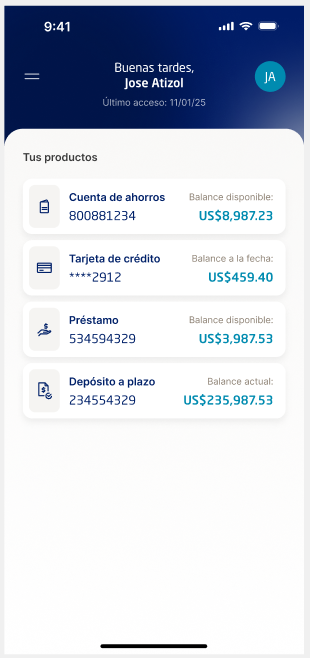 9:41
Buenas tardes,
Jose Atizol
JA
Último acceso: 11/01/25
Tus productos
Cuenta de ahorros Balance disponible:
800881234 US$8,987.23
Tarjeta de crédito Balance a la fecha:
****2912 US$459.40
Préstamo Balance disponible:
534594329 US$3,987.53
Depósito a plazo Balance actual:
234554329 US$235,987.53